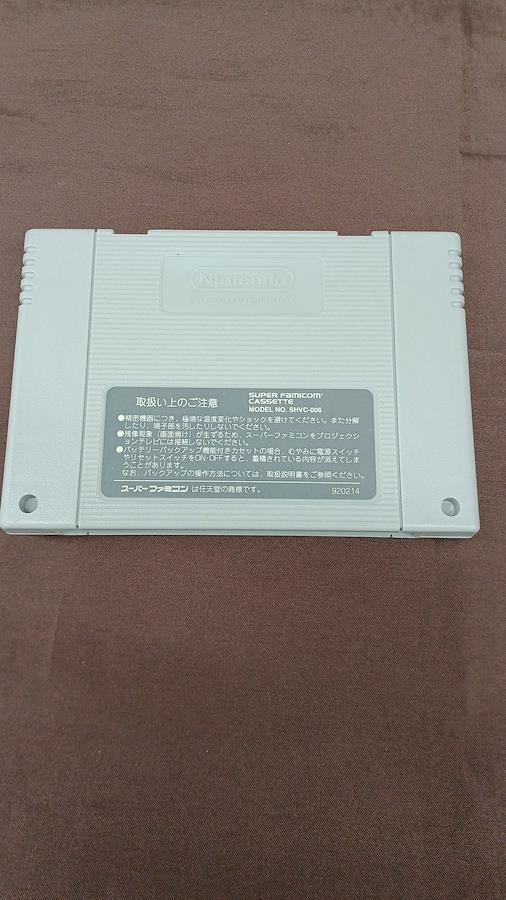 Nintendo
取扱い上のご注意
SUPER FAMICOM
CASSETTE
MODEL NO. SHVC-006
●精密機器につき、極端な温度変化やショックを避けてください。また分解
したり、端子部を汚したりしないでください。
●残像現象（画面焼け）が生ずるため、スーパーファミコンをプロジェクシ
ョンテレビには接続しないでください。
●バッテリーバックアップ機能付きカセットの場合、むやみに電源スイッチ
やリセットスイッチをON・OFFすると、蓄積されている内容が消えてしま
うことがあります。
なお、バックアップの操作方法については、取扱説明書をご参照ください。
スーパーファミコン は任天堂の商標です。
920214